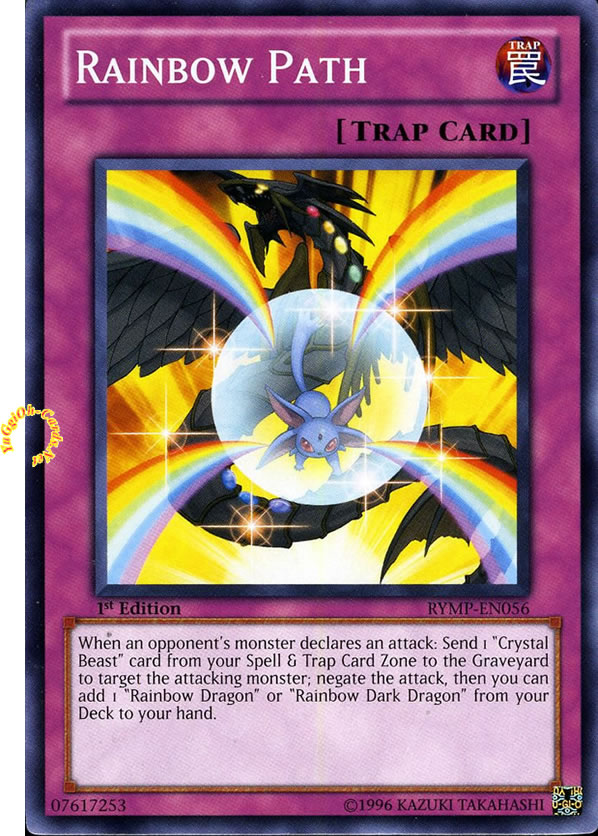 RAINBOW PATH
TRAP
罠
[TRAP CARD]
YuGgiOh-Cards.Net
1st Edition
RYMP-EN056
When an opponent's monster declares an attack: Send 1 "Crystal
Beast" card from your Spell & Trap Card Zone to the Graveyard
to target the attacking monster; negate the attack, then you can
add 1 "Rainbow Dragon" or "Rainbow Dark Dragon" from your
Deck to your hand.
07617253
©1996 KAZUKI TAKAHASHI